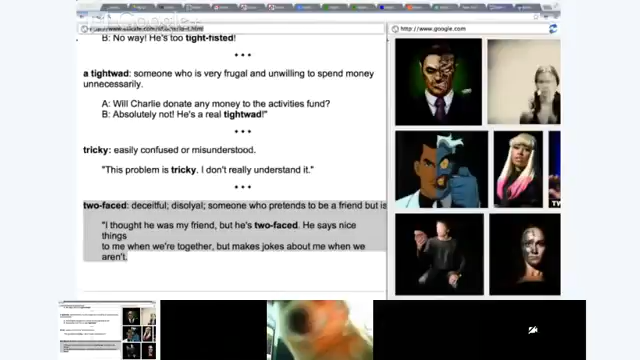 Google+
http://www.google.com
B: No way! He's too tight-fisted!
* * *
a tightwad: someone who is very frugal and unwilling to spend money
unnecessarily.
A: Will Charlie donate any money to the activities fund?
B: Absolutely not! He's a real tightwad!"
* * *
tricky: easily confused or misunderstood.
"This problem is tricky. I don't really understand it."
* * *
two-faced: deceitful; disloyal; someone who pretends to be a friend but is
"I thought he was my friend, but he's two-faced. He says nice
things
to me when we're together, but makes jokes about me when we
aren't.